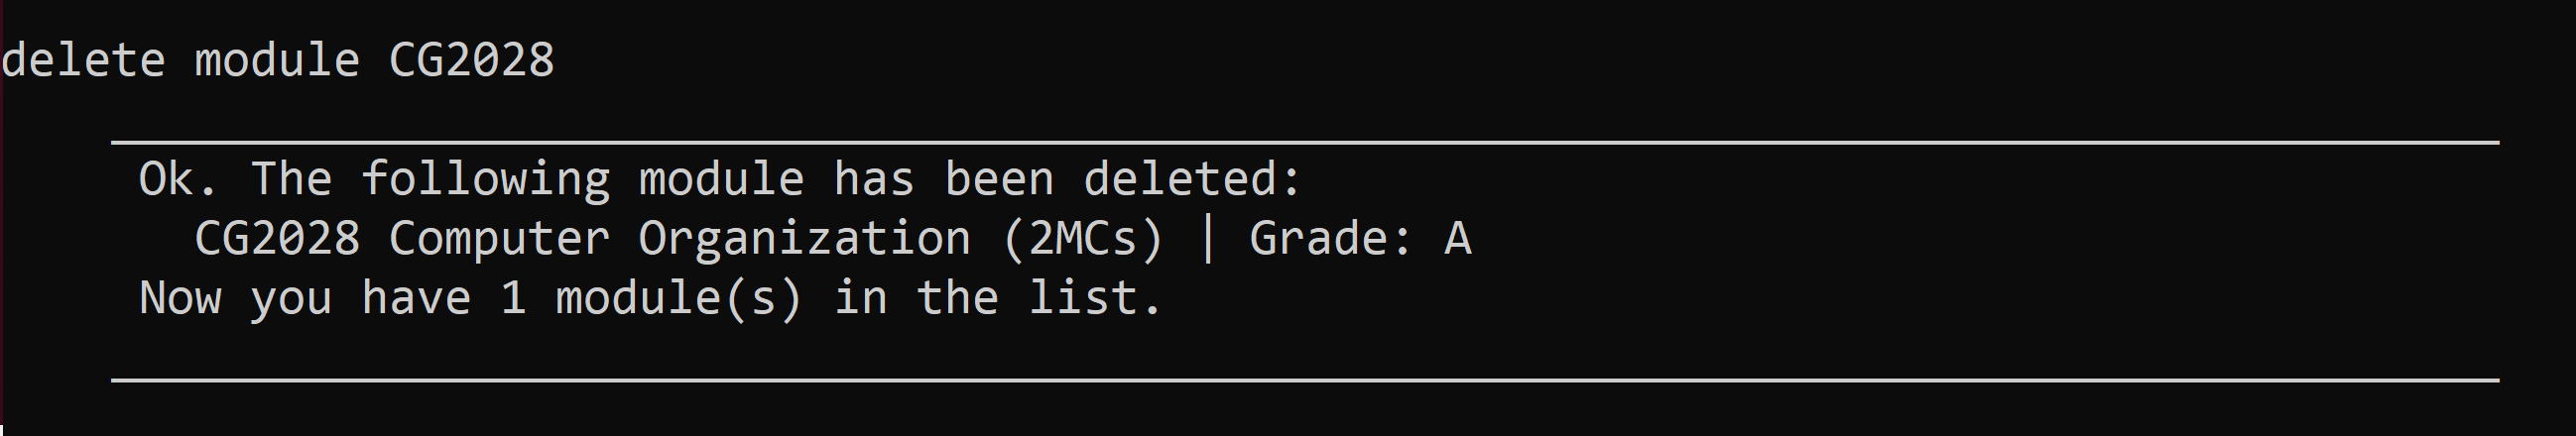 delete module CG2028
Ok. The following module has been deleted:
CG2028 Computer Organization (2MCs) | Grade: A
Now you have 1 module(s) in the list.